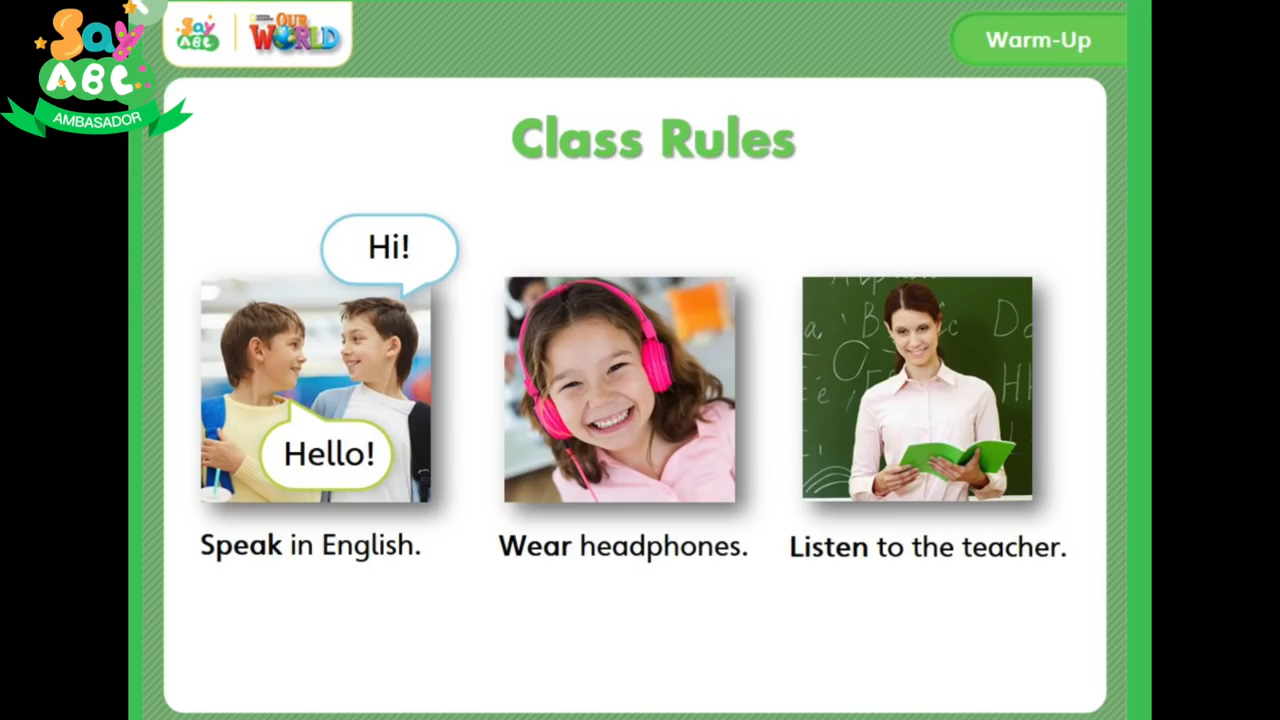 Say
ABC
AMBASADOR
Say
ABC
OUR
WORLD
Warm-Up
Class Rules
Hi!
Hello!
Speak in English.
Wear headphones.
Listen to the teacher.